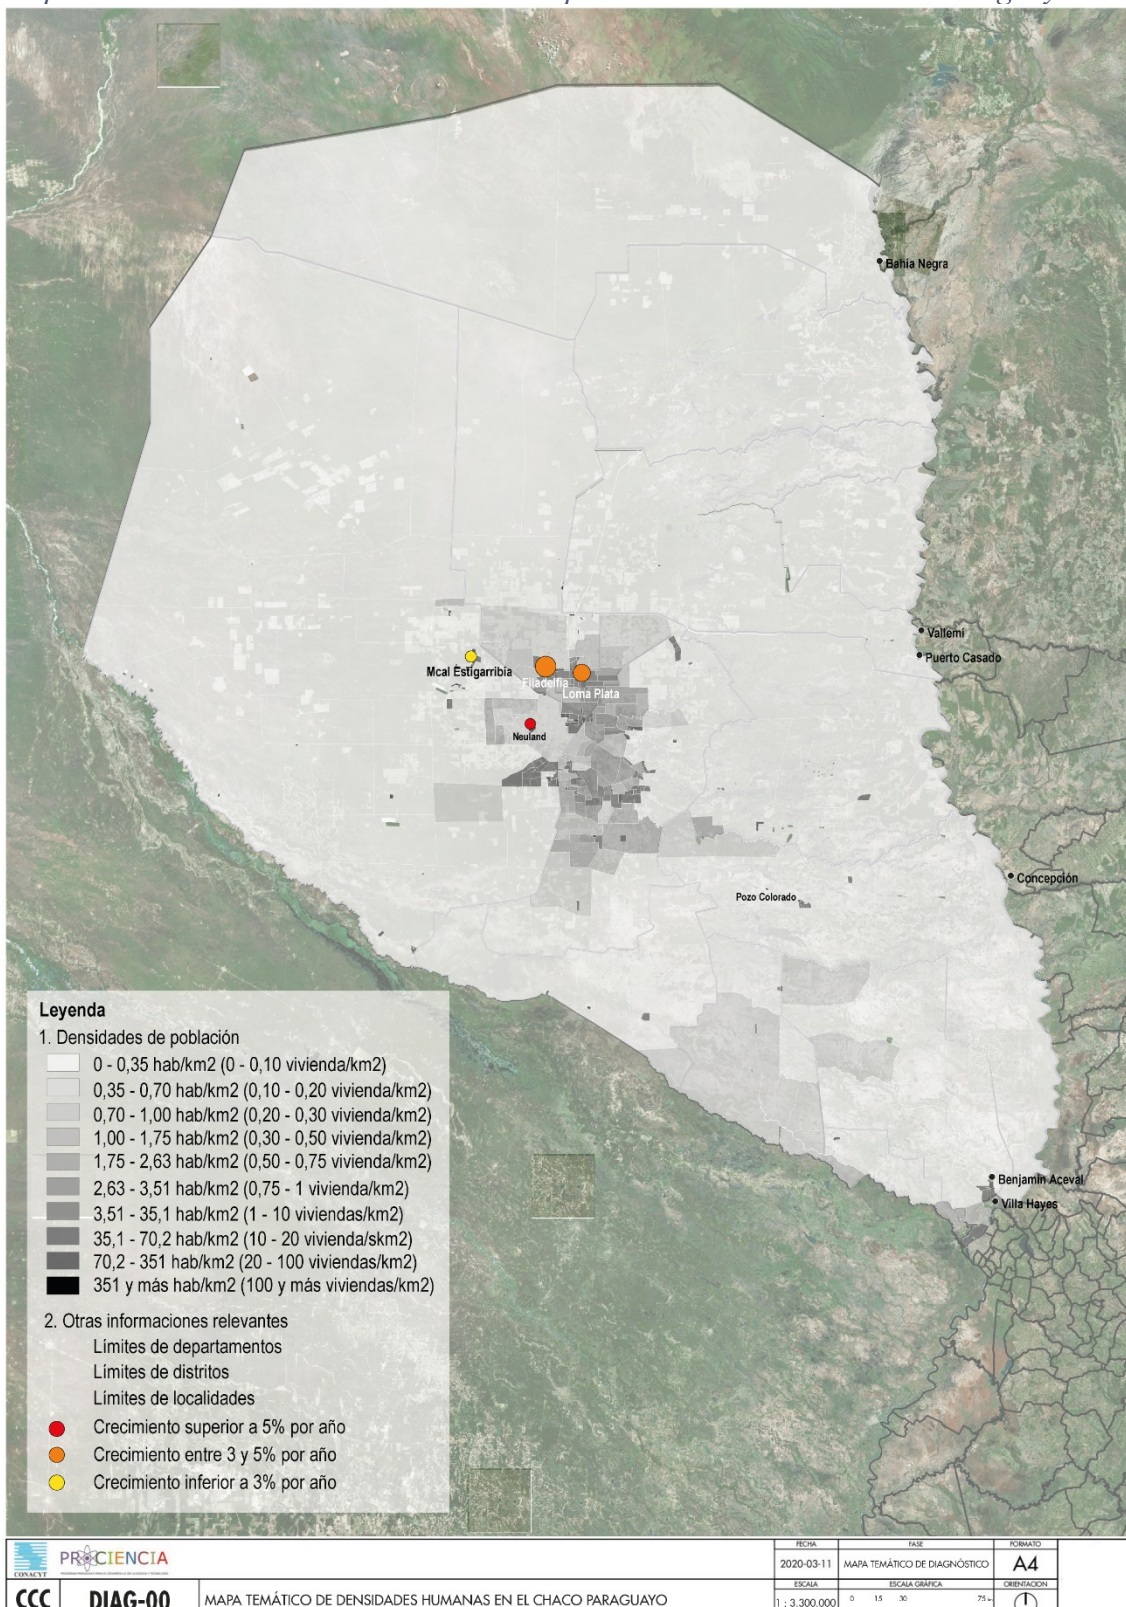 Bahía Negra
Vallemí
Puerto Casado
Mcal Estigarribia
Filadelfia
Loma Plata
Neuland
Concepción
Pozo Colorado
Benjamin Aceval
Villa Hayes
Leyenda
1. Densidades de población
0 - 0,35 hab/km2 (0 - 0,10 vivienda/km2)
0,35 - 0,70 hab/km2 (0,10 - 0,20 vivienda/km2)
0,70 - 1,00 hab/km2 (0,20 - 0,30 vivienda/km2)
1,00 - 1,75 hab/km2 (0,30 - 0,50 vivienda/km2)
1,75 - 2,63 hab/km2 (0,50 - 0,75 vivienda/km2)
2,63 - 3,51 hab/km2 (0,75 - 1 vivienda/km2)
3,51 - 35,1 hab/km2 (1 - 10 viviendas/km2)
35,1 - 70,2 hab/km2 (10 - 20 vivienda/skm2)
70,2 - 351 hab/km2 (20 - 100 viviendas/km2)
351 y más hab/km2 (100 y más viviendas/km2)
2. Otras informaciones relevantes
Límites de departamentos
Límites de distritos
Límites de localidades
Crecimiento superior a 5% por año
Crecimiento entre 3 y 5% por año
Crecimiento inferior a 3% por año
CONACYT
PROCIENCIA
FECHA
FASE
FORMATO
2020-03-11
MAPA TEMÁTICO DE DIAGNÓSTICO
A4
ESCALA
ESCALA GRÁFICA
ORIENTACION
CCC
DIAG-00
MAPA TEMÁTICO DE DENSIDADES HUMANAS EN EL CHACO PARAGUAYO
1 : 3.300.000
0 15 30 75